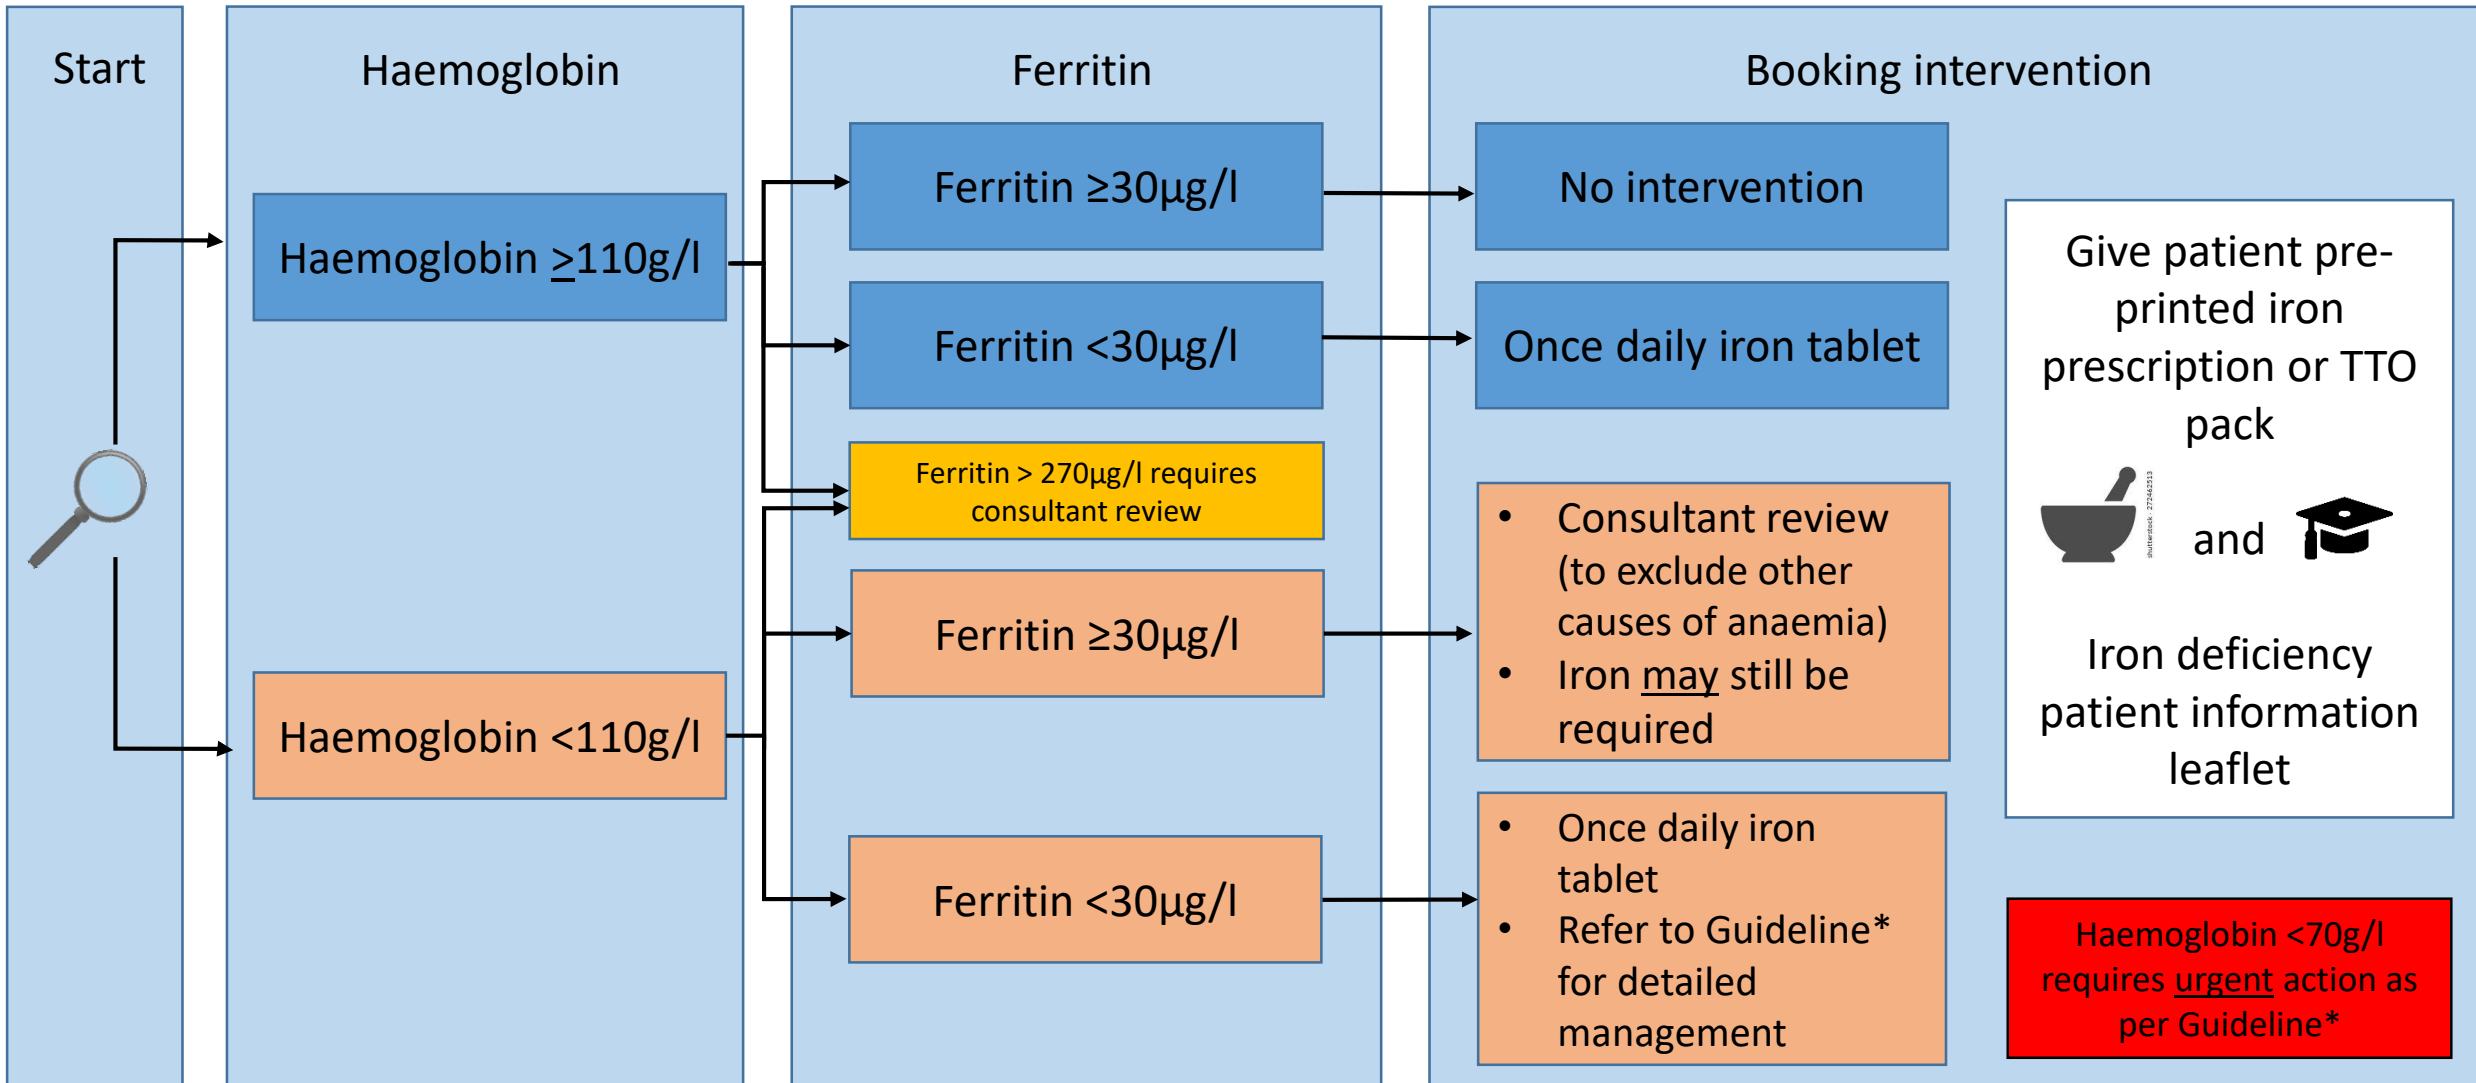 Start
Haemoglobin
Ferritin
Booking intervention
Haemoglobin ≥110g/l
Haemoglobin <110g/l
Ferritin ≥30µg/l
Ferritin <30µg/l
Ferritin > 270µg/l requires
consultant review
Ferritin ≥30µg/l
Ferritin <30µg/l
No intervention
Once daily iron tablet
• Consultant review
(to exclude other
causes of anaemia)
• Iron may still be
required
• Once daily iron
tablet
• Refer to Guideline*
for detailed
management
Give patient pre-
printed iron
prescription or TTO
pack
shutterstock · 272462513
and
Iron deficiency
patient information
leaflet
Haemoglobin <70g/l
requires urgent action as
per Guideline*